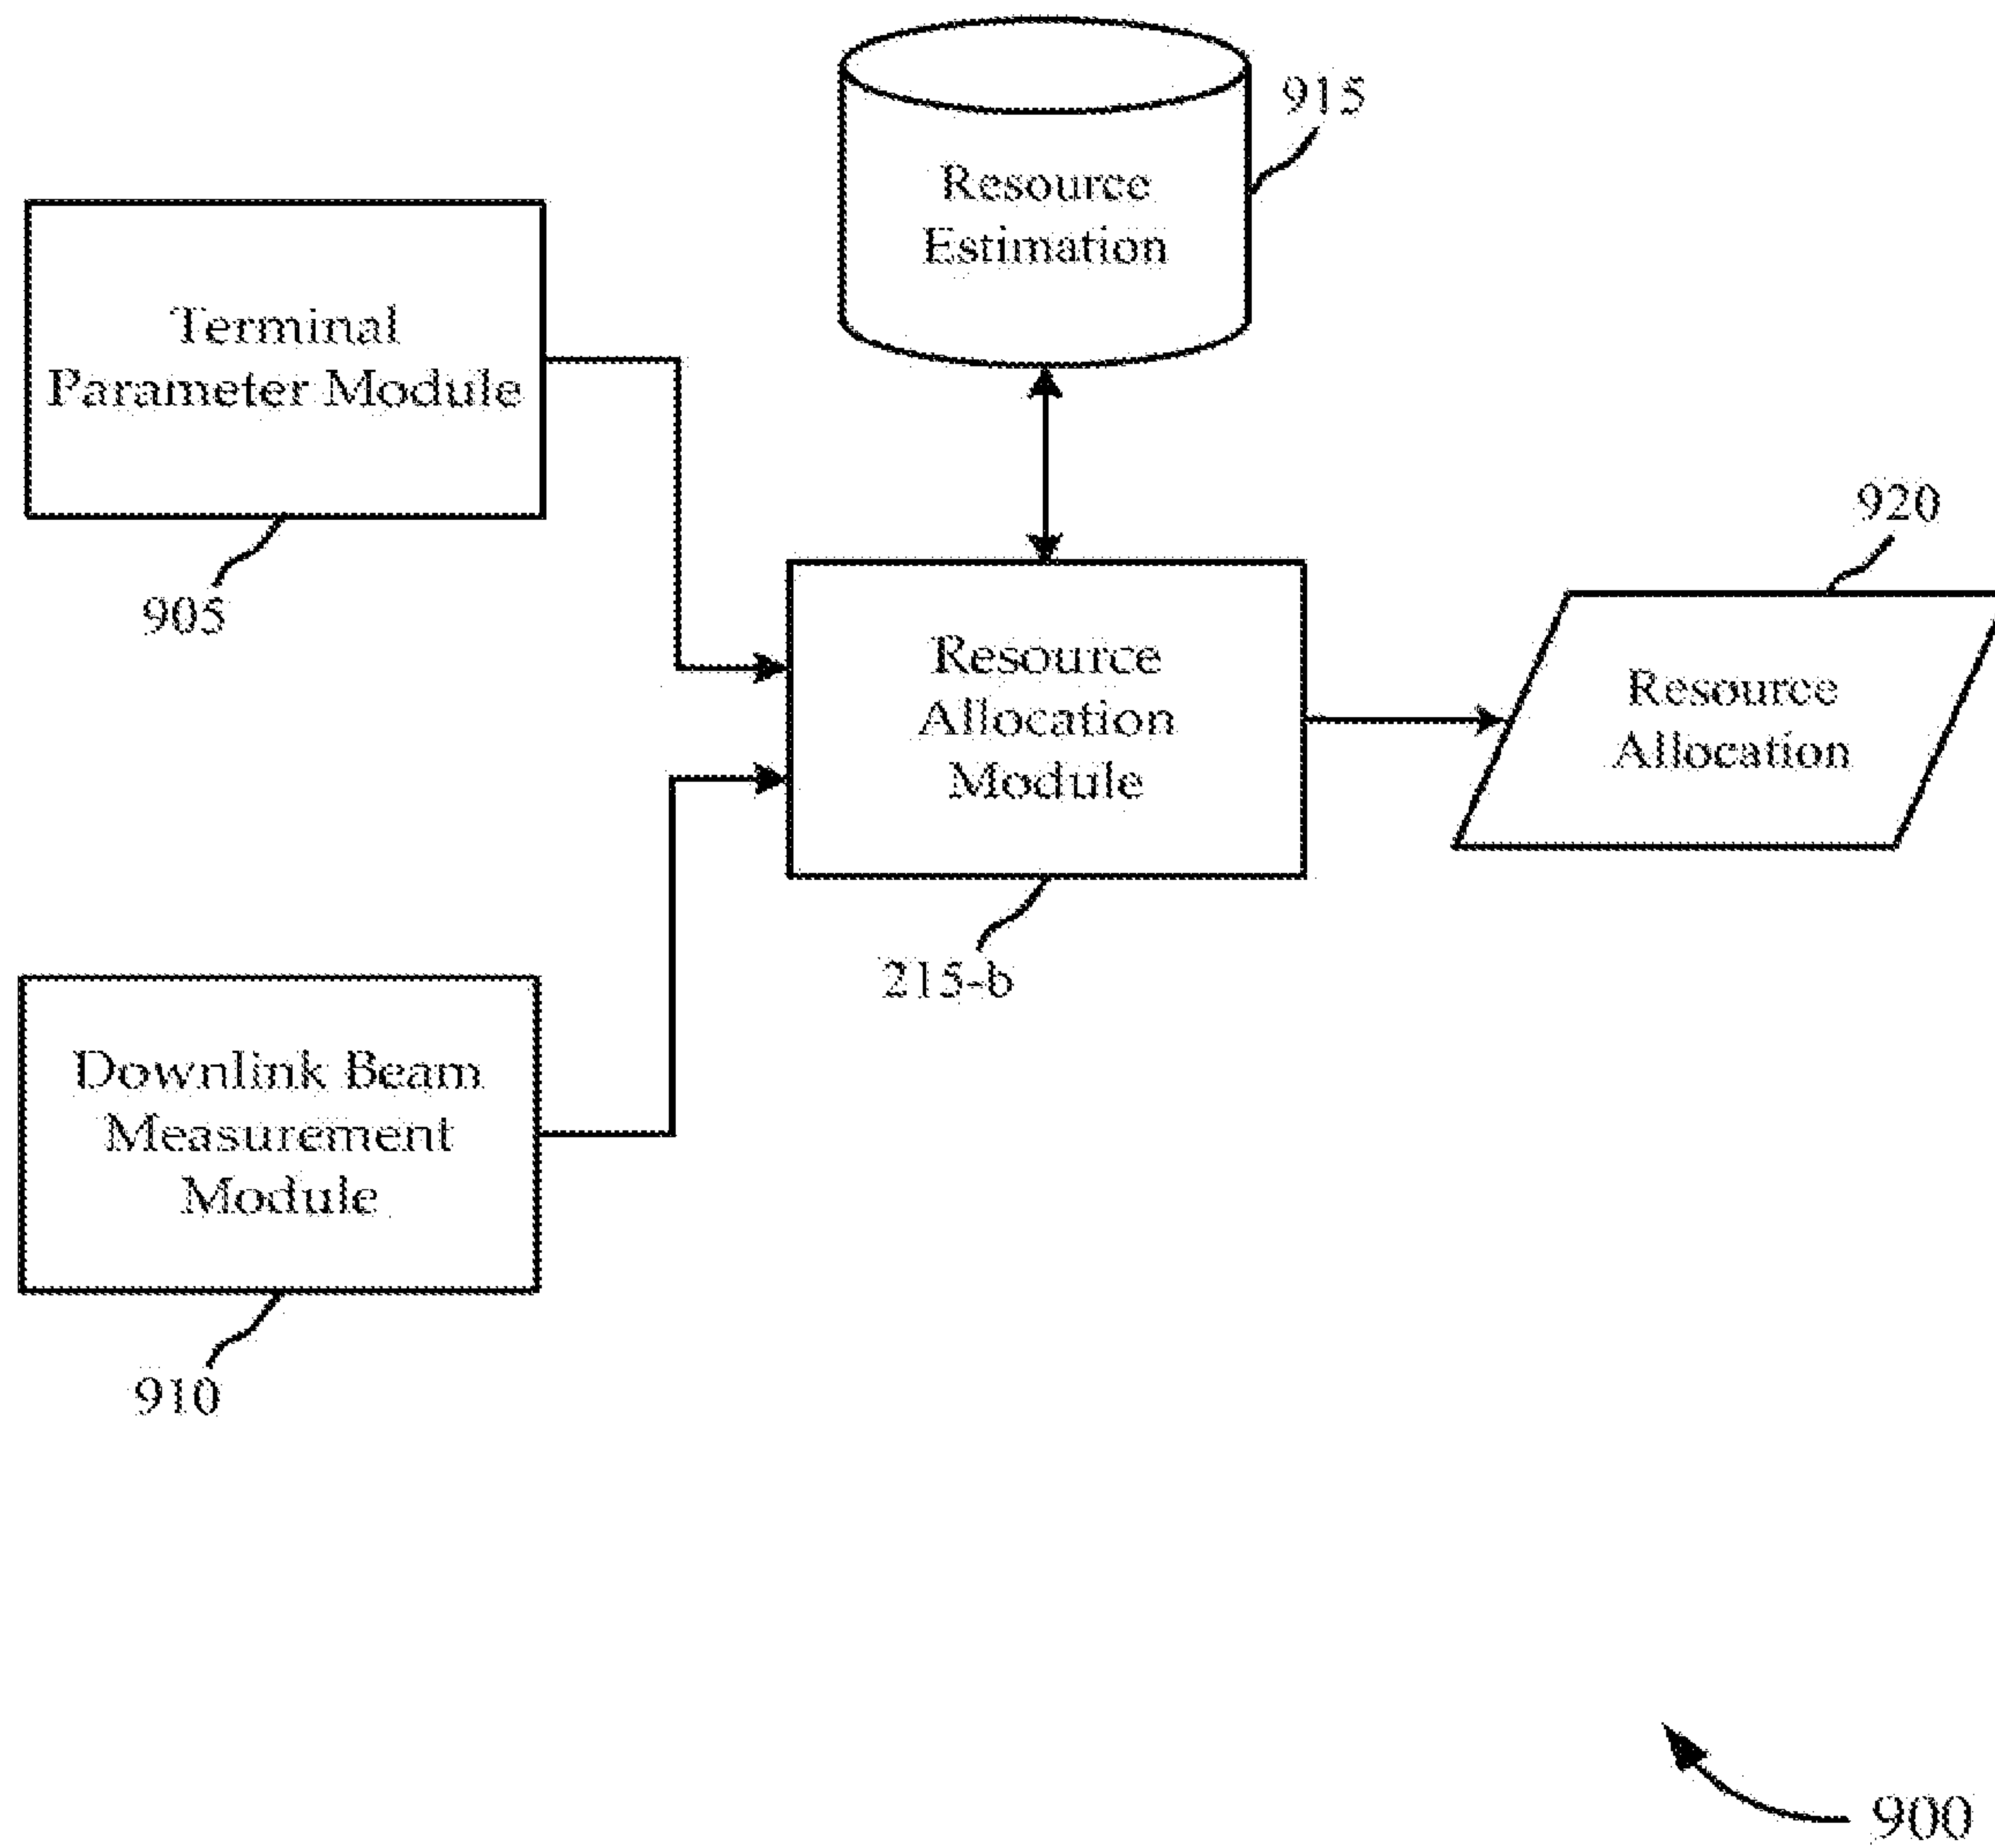 915
Resource
Estimation
Terminal
Parameter Module
905
920
Resource
Allocation
Module
Resource
Allocation
215-b
Downlink Beam
Measurement
Module
910
900